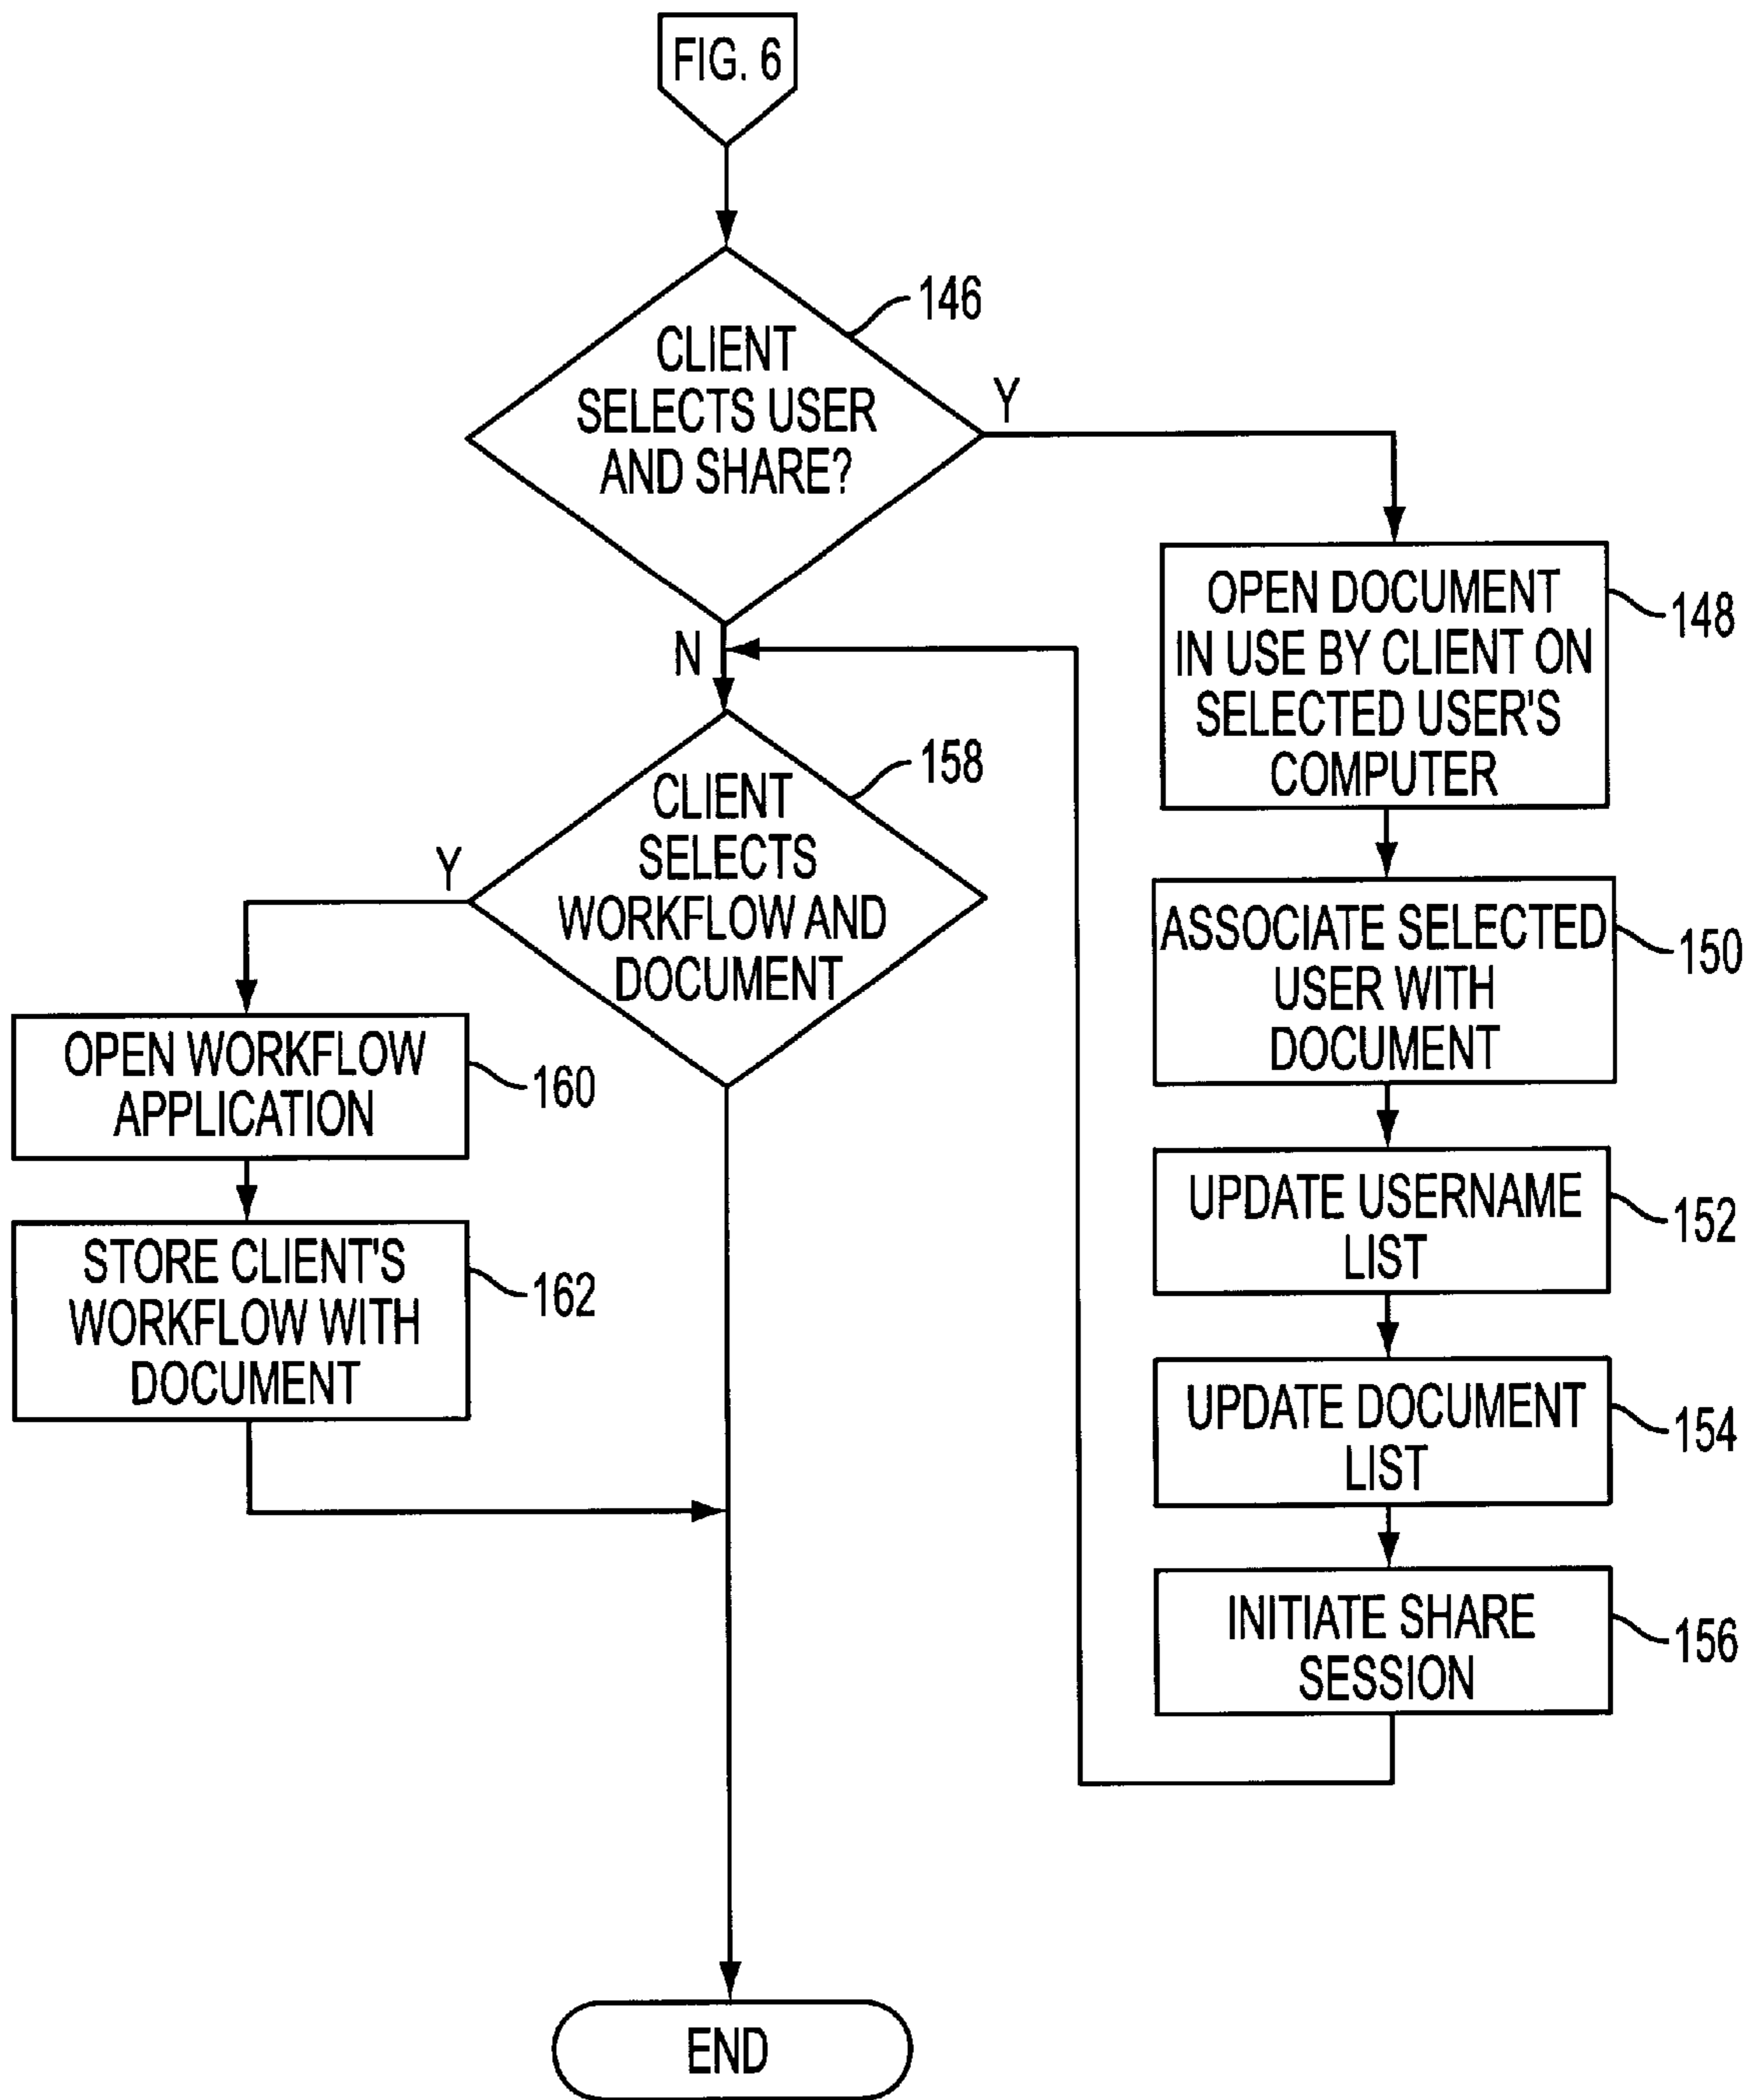 FIG. 6
CLIENT
SELECTS USER
AND SHARE?
146
Y
N
OPEN DOCUMENT
IN USE BY CLIENT ON
SELECTED USER'S
COMPUTER
148
ASSOCIATE SELECTED
USER WITH
DOCUMENT
150
UPDATE USERNAME
LIST
152
UPDATE DOCUMENT
LIST
154
INITIATE SHARE
SESSION
156
CLIENT
SELECTS
WORKFLOW AND
DOCUMENT
158
Y
OPEN WORKFLOW
APPLICATION
160
STORE CLIENT'S
WORKFLOW WITH
DOCUMENT
162
END